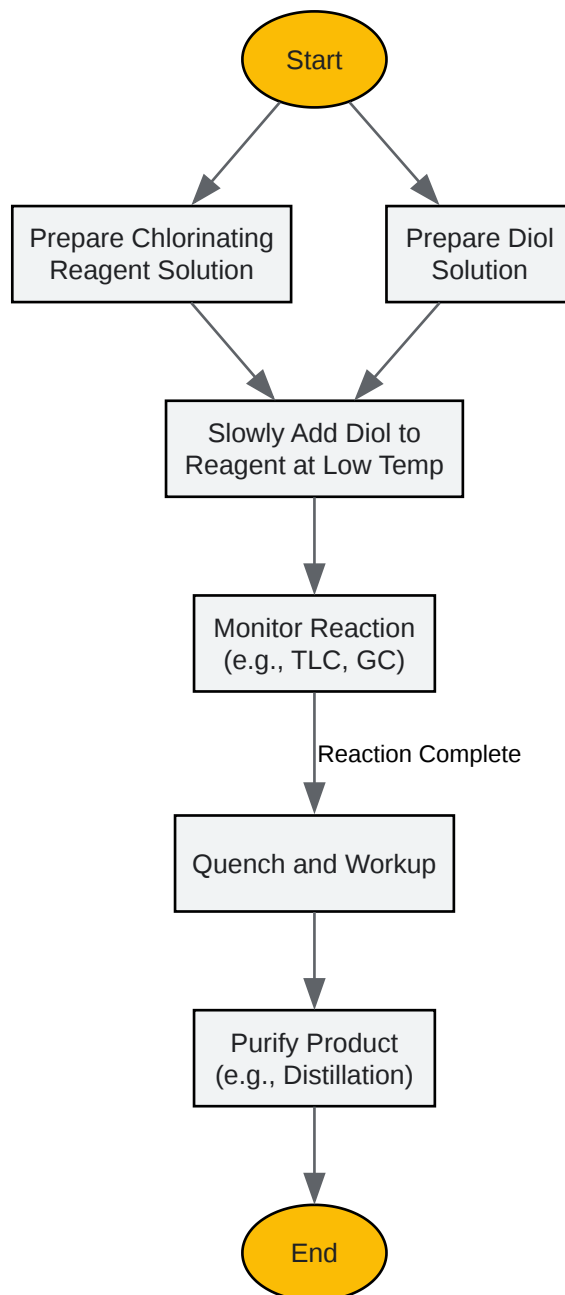 Start
Prepare Chlorinating
Reagent Solution
Prepare Diol
Solution
Slowly Add Diol to
Reagent at Low Temp
Monitor Reaction
(e.g., TLC, GC)
Reaction Complete
Quench and Workup
Purify Product
(e.g., Distillation)
End